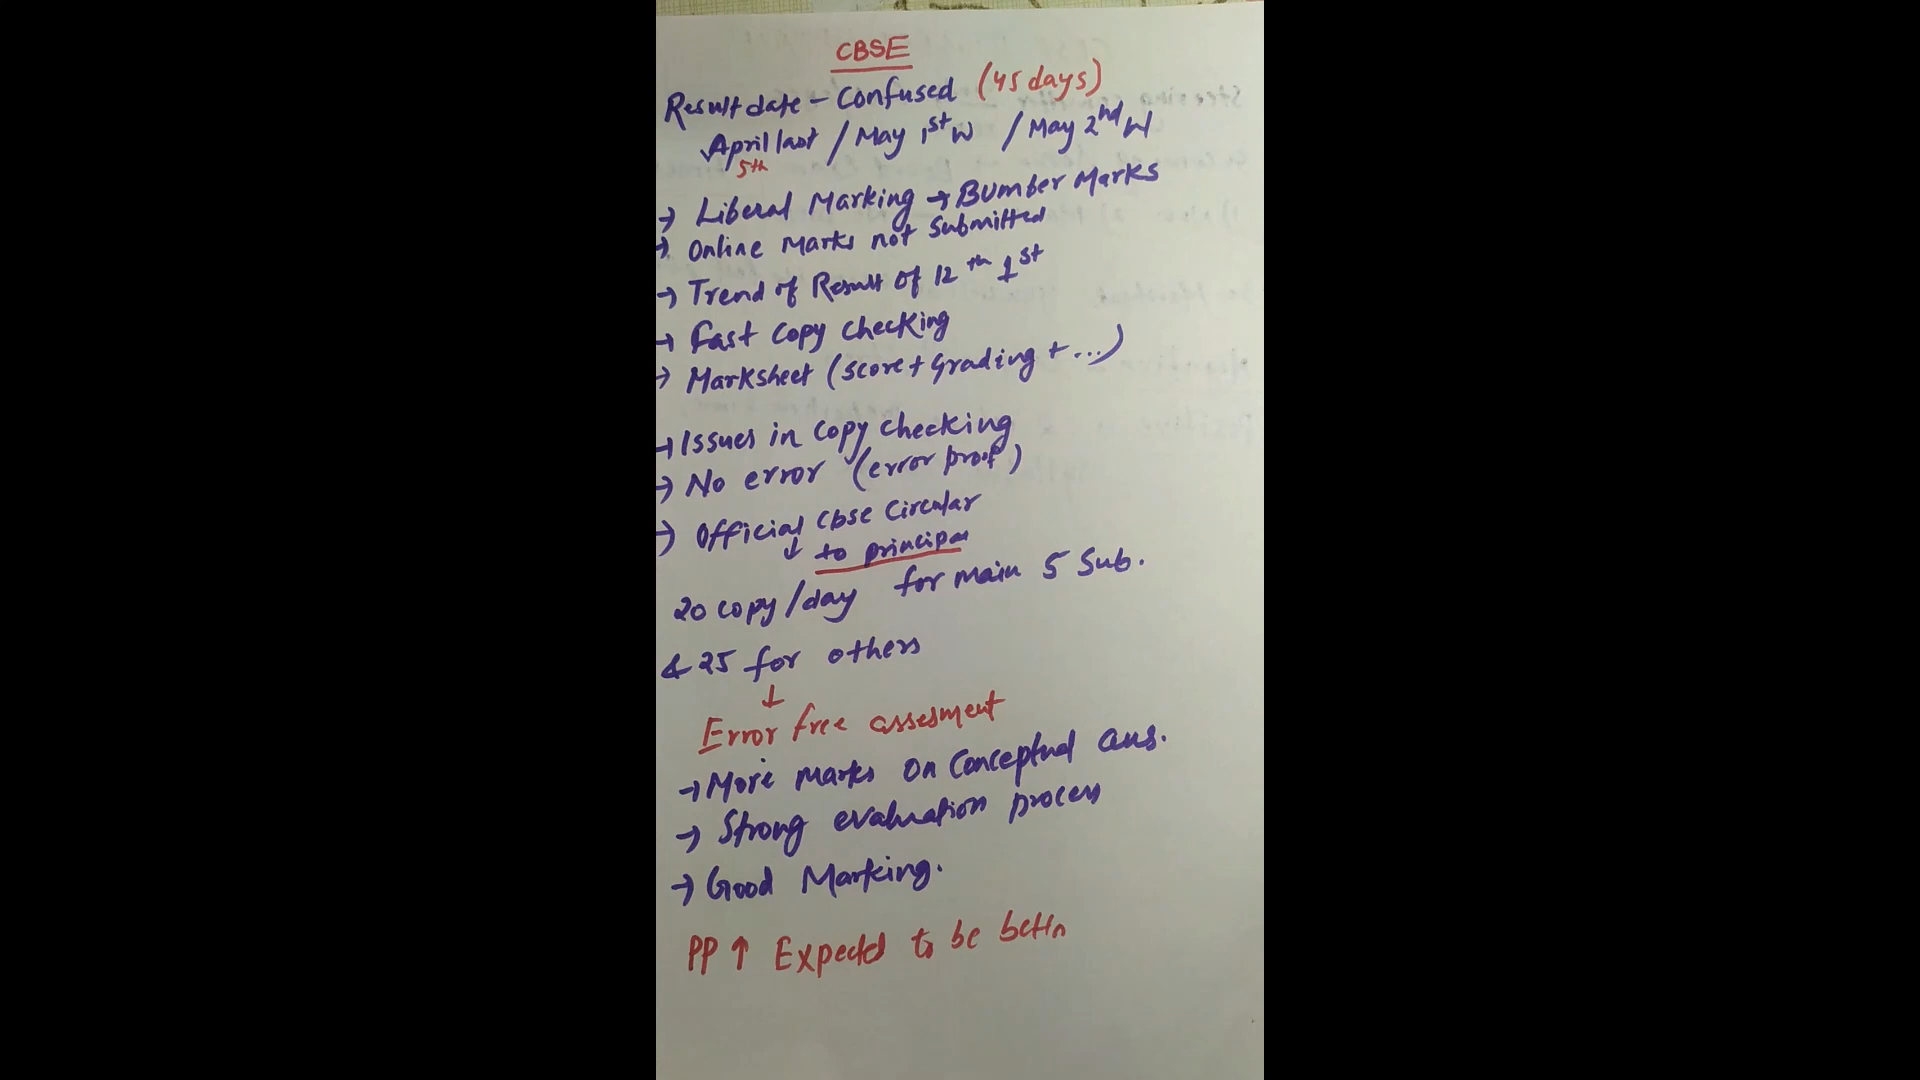 CBSE
Result date - Confused (45 days)
April last / May 1st W / May 2nd W
5th
→ Liberal Marking → Bumber Marks
→ Online Marks not Submitted
→ Trend of Result of 12th 1st
→ Fast Copy Checking
→ Marksheet (Score + Grading + ...)
→ Issues in Copy Checking
→ No error (error proof)
→ Official Cbse Circular
↓ to principal
20 copy/day for main 5 Sub.
& 25 for others
↓
Error free assesment
→ More marks on Conceptual ans.
→ Strong evaluation process
→ Good Marking.
PP ↑ Expected to be better